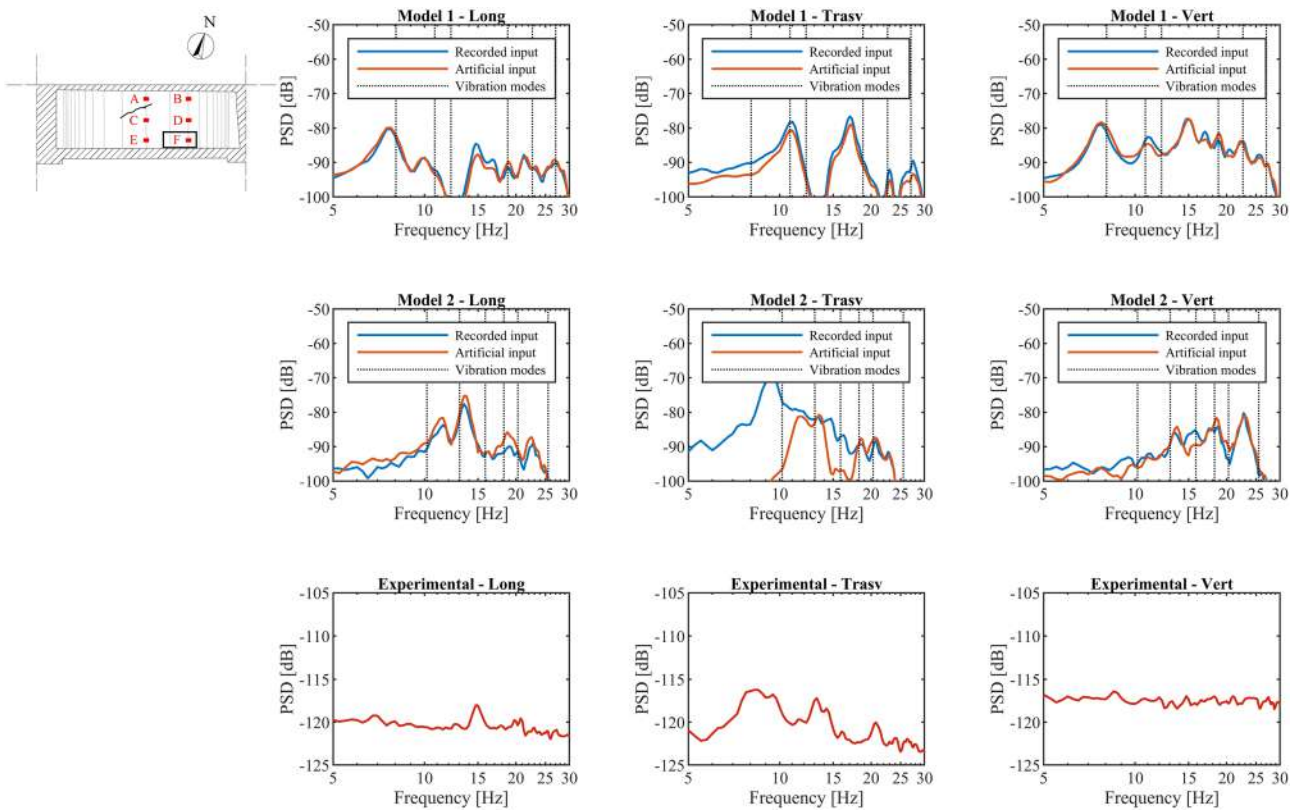 N
A B
C D
E F
Model 1 - Long
PSD [dB]
-50
-60
-70
-80
-90
-100
Recorded input
Artificial input
Vibration modes
5 10 15 20 25 30
Frequency [Hz]
Model 1 - Trasv
PSD [dB]
-50
-60
-70
-80
-90
-100
Recorded input
Artificial input
Vibration modes
5 10 15 20 25 30
Frequency [Hz]
Model 1 - Vert
PSD [dB]
-50
-60
-70
-80
-90
-100
Recorded input
Artificial input
Vibration modes
5 10 15 20 25 30
Frequency [Hz]
Model 2 - Long
PSD [dB]
-50
-60
-70
-80
-90
-100
Recorded input
Artificial input
Vibration modes
5 10 15 20 25 30
Frequency [Hz]
Model 2 - Trasv
PSD [dB]
-50
-60
-70
-80
-90
-100
Recorded input
Artificial input
Vibration modes
5 10 15 20 25 30
Frequency [Hz]
Model 2 - Vert
PSD [dB]
-50
-60
-70
-80
-90
-100
Recorded input
Artificial input
Vibration modes
5 10 15 20 25 30
Frequency [Hz]
Experimental - Long
PSD [dB]
-105
-110
-115
-120
-125
5 10 15 20 25 30
Frequency [Hz]
Experimental - Trasv
PSD [dB]
-105
-110
-115
-120
-125
5 10 15 20 25 30
Frequency [Hz]
Experimental - Vert
PSD [dB]
-105
-110
-115
-120
-125
5 10 15 20 25 30
Frequency [Hz]